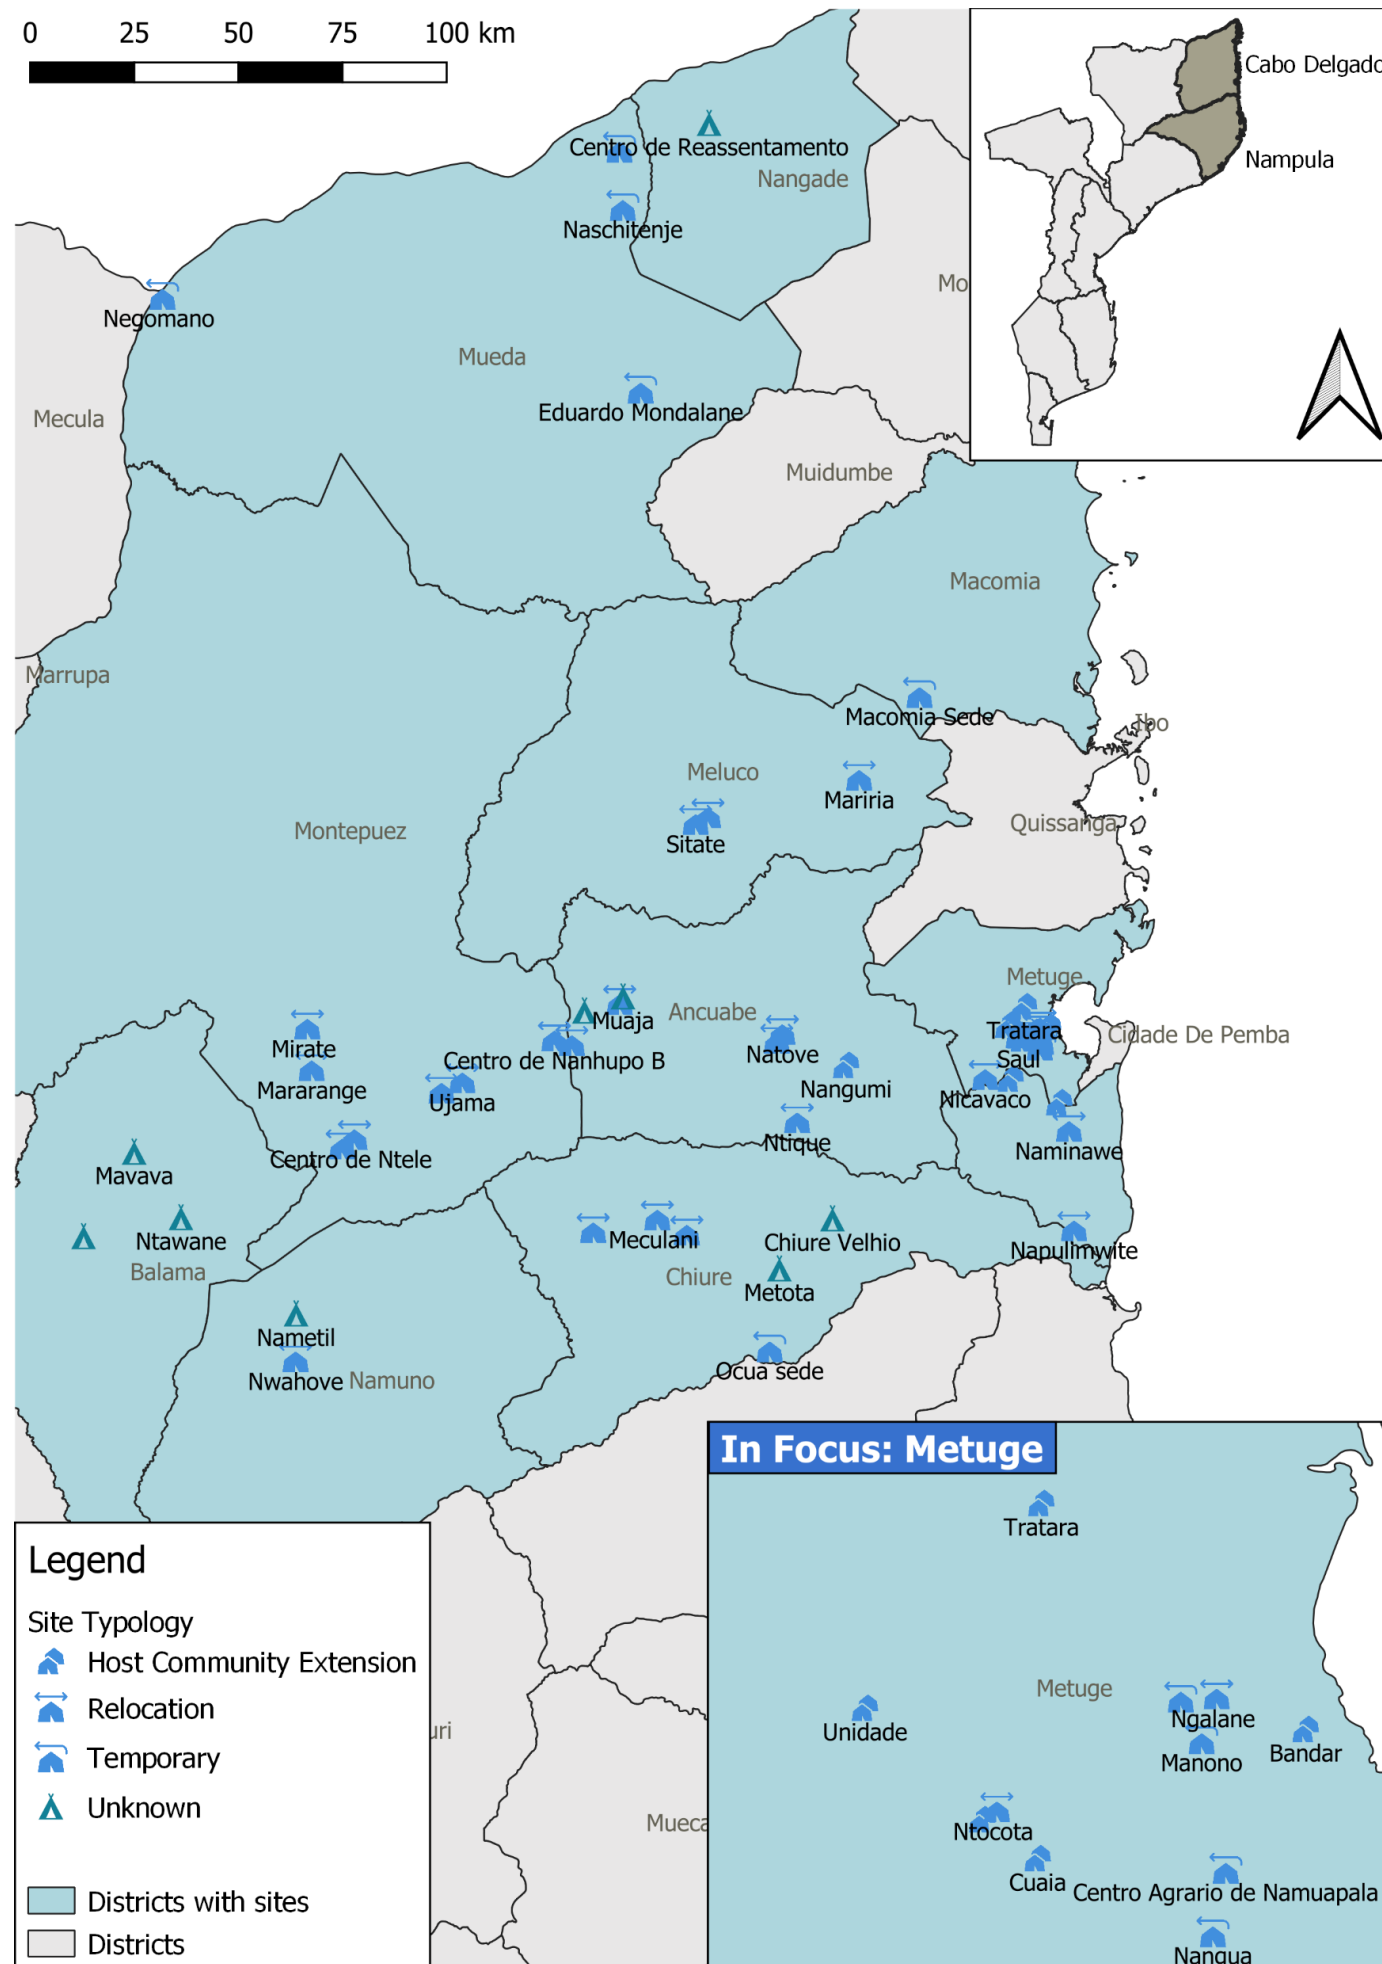 0 25 50 75 100 km
Cabo Delgado
Nampula
Centro de Reassentamento
Nangade
Naschitenje
Negomano
Mo
Mueda
Eduardo Mondalane
Mecula
Muidumbe
Macomia
Marrupa
Macomia Sede
Ibo
Meluco
Mariria
Quissanga
Montepuez
Sitate
Metuge
Ancuabe
Muaja
Tratara
Cidade De Pemba
Mirate
Natove
Saul
Centro de Nanhupo B
Mararange
Nangumi
Ujama
Nicavaco
Ntique
Naminawe
Centro de Ntele
Mavava
Ntawane
Meculani
Chiure Velhio
Napulimwite
Balama
Chiure
Metota
Nametil
Ocua sede
Nwahove
Namuno
In Focus: Metuge
Tratara
Metuge
Ngalane
Unidade
Bandar
Manono
Ntocota
Cuaia
Centro Agrario de Namuapala
Nangua
uri
Mueca
Legend
Site Typology
Host Community Extension
Relocation
Temporary
Unknown
Districts with sites
Districts